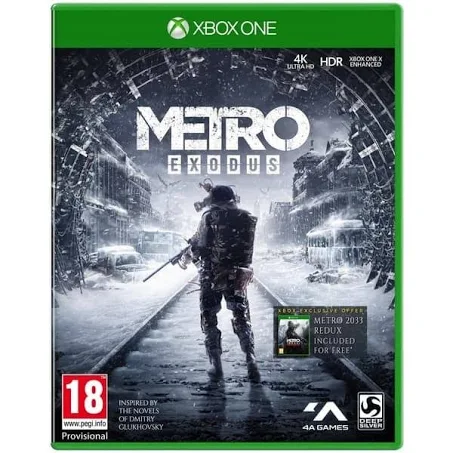 XBOX ONE
4K
ULTRA HD
HDR
XBOX ONE X
ENHANCED
METRO
EXODUS
XBOX EXCLUSIVE OFFER
METRO 2033
REDUX
INCLUDED
FOR FREE*
METRO
18
www.pegi.info
Provisional
INSPIRED BY
THE NOVELS
OF DMITRY
GLUKHOVSKY
4A GAMES
DEEP
SILVER